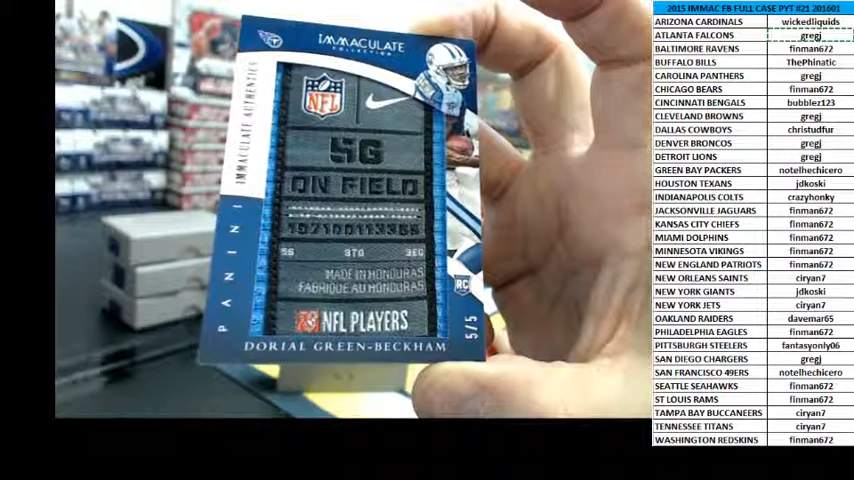 IMMACULATE
COLLECTION
IMMACULATE AUTHENTICS
PANINI
NFL
5G
ON FIELD
MADE IN HONDURAS
FABRIQUE AU HONDURAS
NFL PLAYERS
RC
5/5
DORIAL GREEN-BECKHAM
2015 IMMAC FB FULL CASE PYT #21 201601
ARIZONA CARDINALS wickedliquids
ATLANTA FALCONS gregj
BALTIMORE RAVENS finman672
BUFFALO BILLS ThePhinatic
CAROLINA PANTHERS gregj
CHICAGO BEARS finman672
CINCINNATI BENGALS bubblez123
CLEVELAND BROWNS gregj
DALLAS COWBOYS christudfur
DENVER BRONCOS gregj
DETROIT LIONS gregj
GREEN BAY PACKERS notelhechicero
HOUSTON TEXANS jdkoski
INDIANAPOLIS COLTS crazyhonky
JACKSONVILLE JAGUARS finman672
KANSAS CITY CHIEFS finman672
MIAMI DOLPHINS finman672
MINNESOTA VIKINGS finman672
NEW ENGLAND PATRIOTS finman672
NEW ORLEANS SAINTS ciryan7
NEW YORK GIANTS jdkoski
NEW YORK JETS ciryan7
OAKLAND RAIDERS davemar65
PHILADELPHIA EAGLES finman672
PITTSBURGH STEELERS fantasyonly06
SAN DIEGO CHARGERS gregj
SAN FRANCISCO 49ERS notelhechicero
SEATTLE SEAHAWKS finman672
ST LOUIS RAMS finman672
TAMPA BAY BUCCANEERS ciryan7
TENNESSEE TITANS ciryan7
WASHINGTON REDSKINS finman672